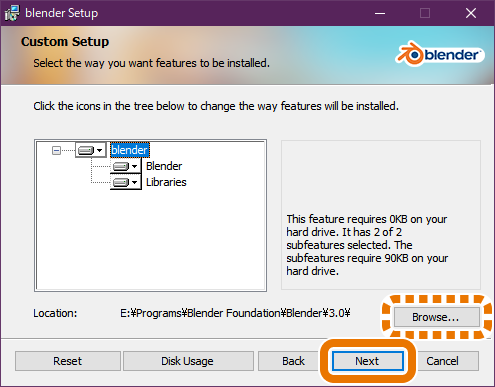 blender Setup
Custom Setup
Select the way you want features to be installed.
blender
Click the icons in the tree below to change the way features will be installed.
blender
Blender
Libraries
This feature requires 0KB on your
hard drive. It has 2 of 2
subfeatures selected. The
subfeatures require 90KB on your
hard drive.
Location: E:¥Programs¥Blender Foundation¥Blender¥3.0¥
Browse...
Reset Disk Usage Back Next Cancel